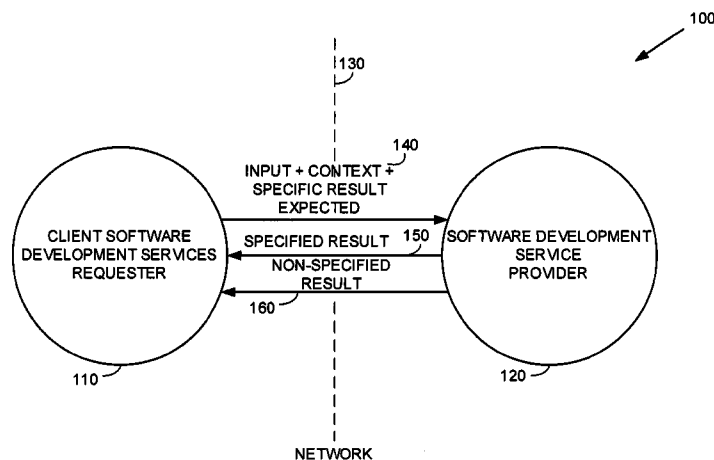 100
130
140
INPUT + CONTEXT +
SPECIFIC RESULT
EXPECTED
CLIENT SOFTWARE
DEVELOPMENT SERVICES
REQUESTER
SPECIFIED RESULT
150
NON-SPECIFIED
RESULT
160
SOFTWARE DEVELOPMENT
SERVICE
PROVIDER
110
120
NETWORK